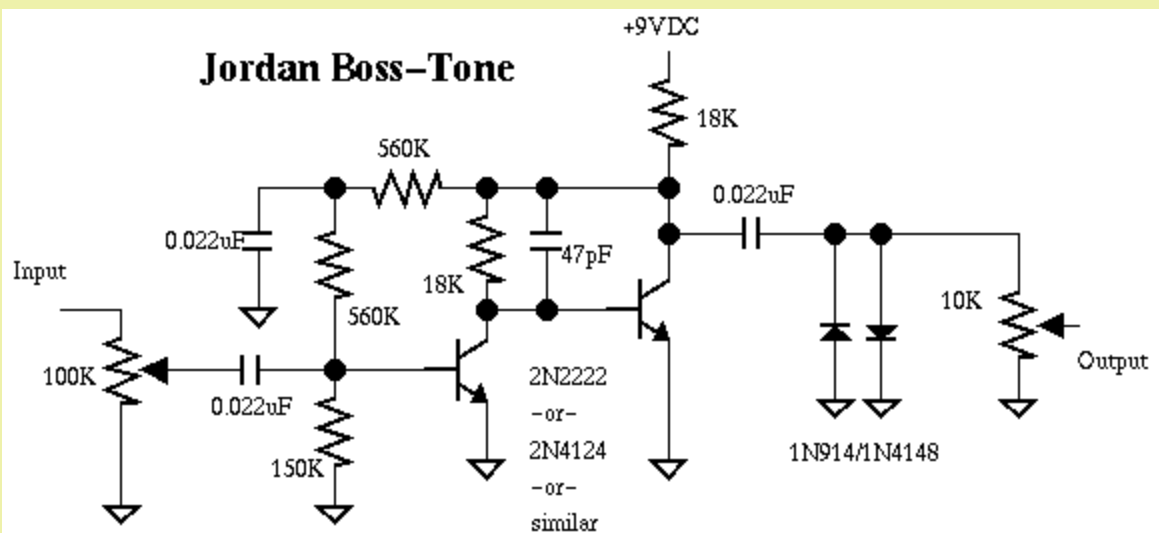 +9VDC
Jordan Boss-Tone
18K
560K
0.022uF
0.022uF
47pF
18K
Input
560K
10K
100K
Output
0.022uF
2N2222
-or-
2N4124
-or-
similar
150K
1N914/1N4148